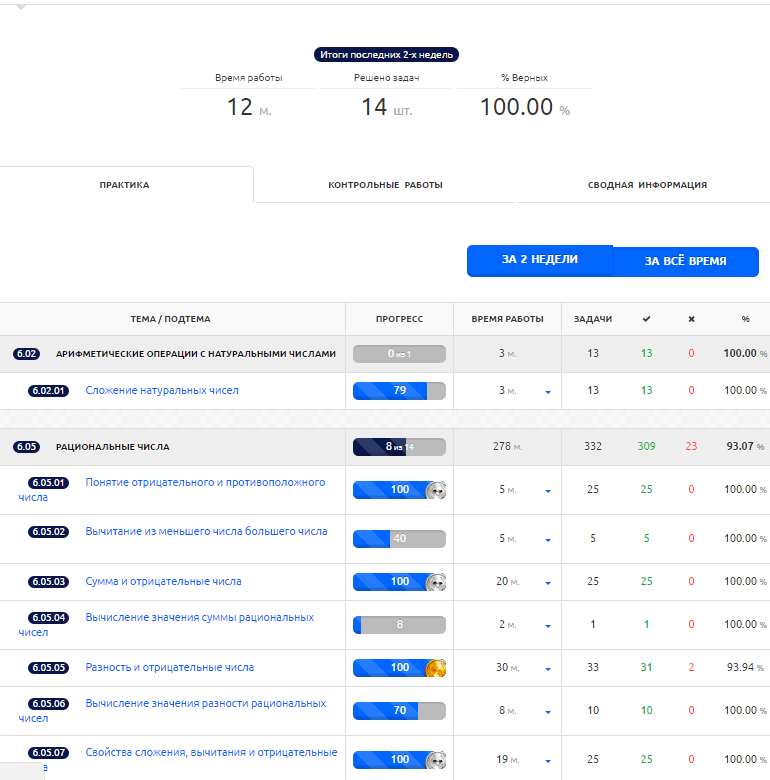 Итоги последних 2-х недель
Время работы Решено задач % Верных
12 м. 14 шт. 100.00 %
ПРАКТИКА КОНТРОЛЬНЫЕ РАБОТЫ СВОДНАЯ ИНФОРМАЦИЯ
ЗА 2 НЕДЕЛИ ЗА ВСЁ ВРЕМЯ
ТЕМА / ПОДТЕМА ПРОГРЕСС ВРЕМЯ РАБОТЫ ЗАДАЧИ ✔ ✖ %
6.02 АРИФМЕТИЧЕСКИЕ ОПЕРАЦИИ С НАТУРАЛЬНЫМИ ЧИСЛАМИ 0 из 1 3 м. 13 13 0 100.00 %
6.02.01 Сложение натуральных чисел 79 3 м. 13 13 0 100.00 %
6.05 РАЦИОНАЛЬНЫЕ ЧИСЛА 8 из 14 278 м. 332 309 23 93.07 %
6.05.01 Понятие отрицательного и противоположного
числа 100 5 м. 25 25 0 100.00 %
6.05.02 Вычитание из меньшего числа большего числа 40 5 м. 5 5 0 100.00 %
6.05.03 Сумма и отрицательные числа 100 20 м. 25 25 0 100.00 %
6.05.04 Вычисление значения суммы рациональных
чисел 8 2 м. 1 1 0 100.00 %
6.05.05 Разность и отрицательные числа 100 30 м. 33 31 2 93.94 %
6.05.06 Вычисление значения разности рациональных
чисел 70 8 м. 10 10 0 100.00 %
6.05.07 Свойства сложения, вычитания и отрицательные
100 19 м. 25 25 0 100.00 %